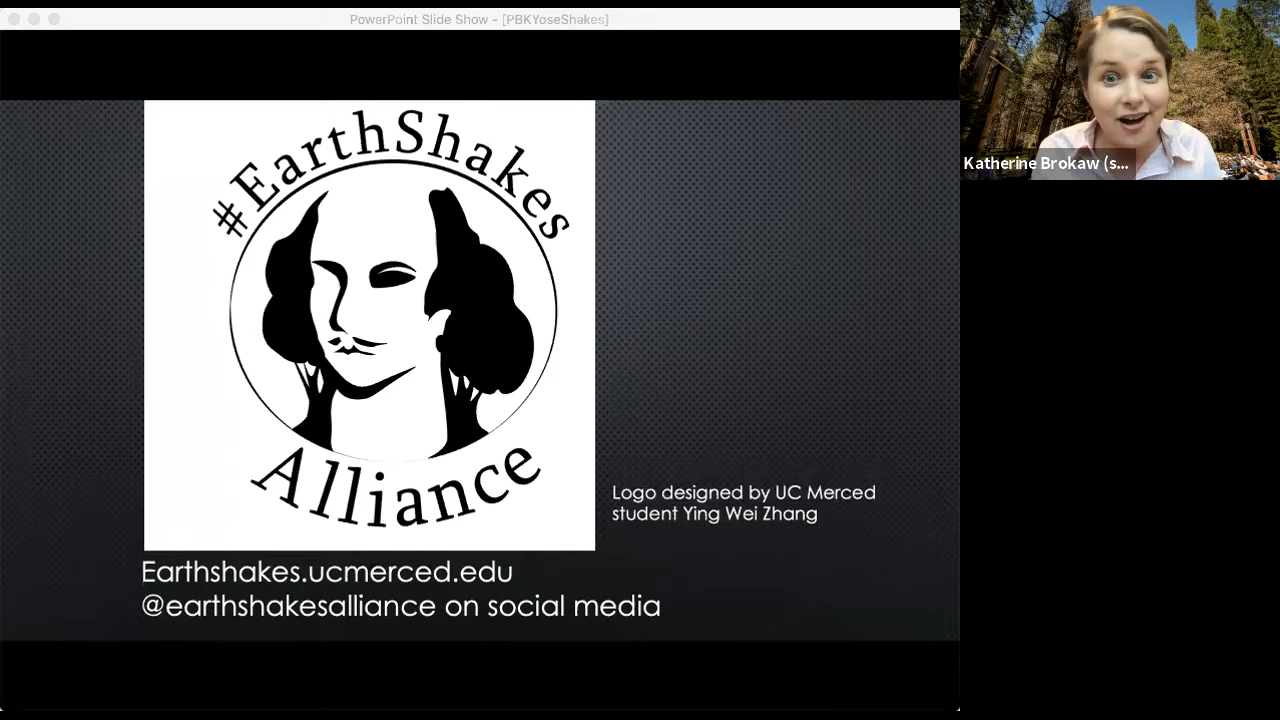 PowerPoint Slide Show - [PBKYoseShakes]
#EarthShakes
Alliance
Logo designed by UC Merced
student Ying Wei Zhang
Earthshakes.ucmerced.edu
@earthshakesalliance on social media
Katherine Brokaw (s...